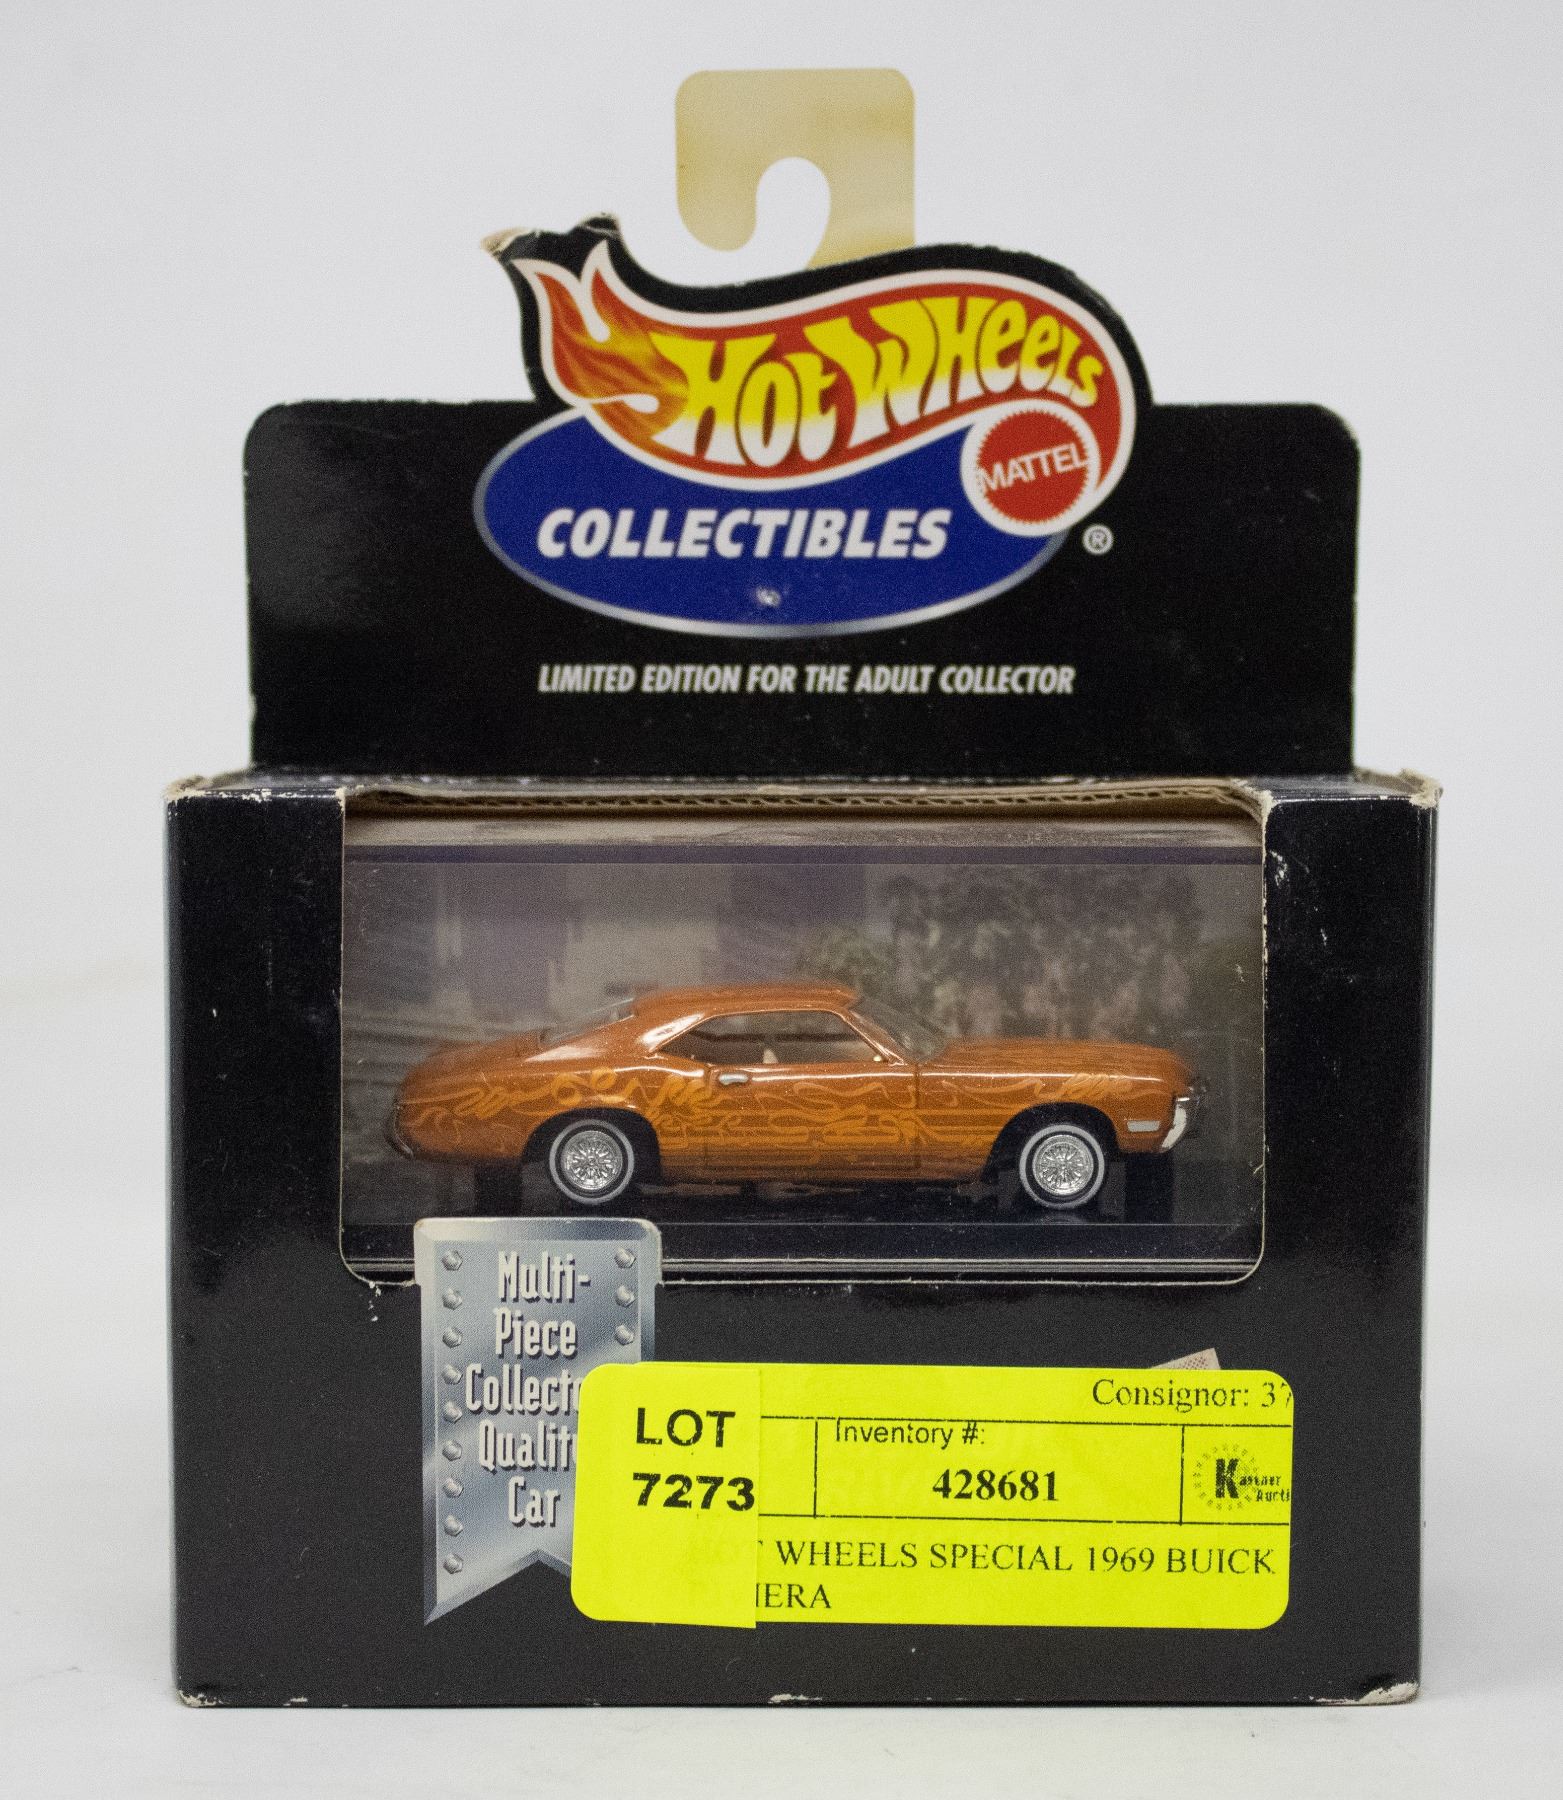 Hot Wheels
MATTEL
COLLECTIBLES ®
LIMITED EDITION FOR THE ADULT COLLECTOR
Multi-
Piece
Collecto
Qualit
Car
Consignor: 37
LOT
7273
Inventory #:
428681
WHEELS SPECIAL 1969 BUICK
IERA